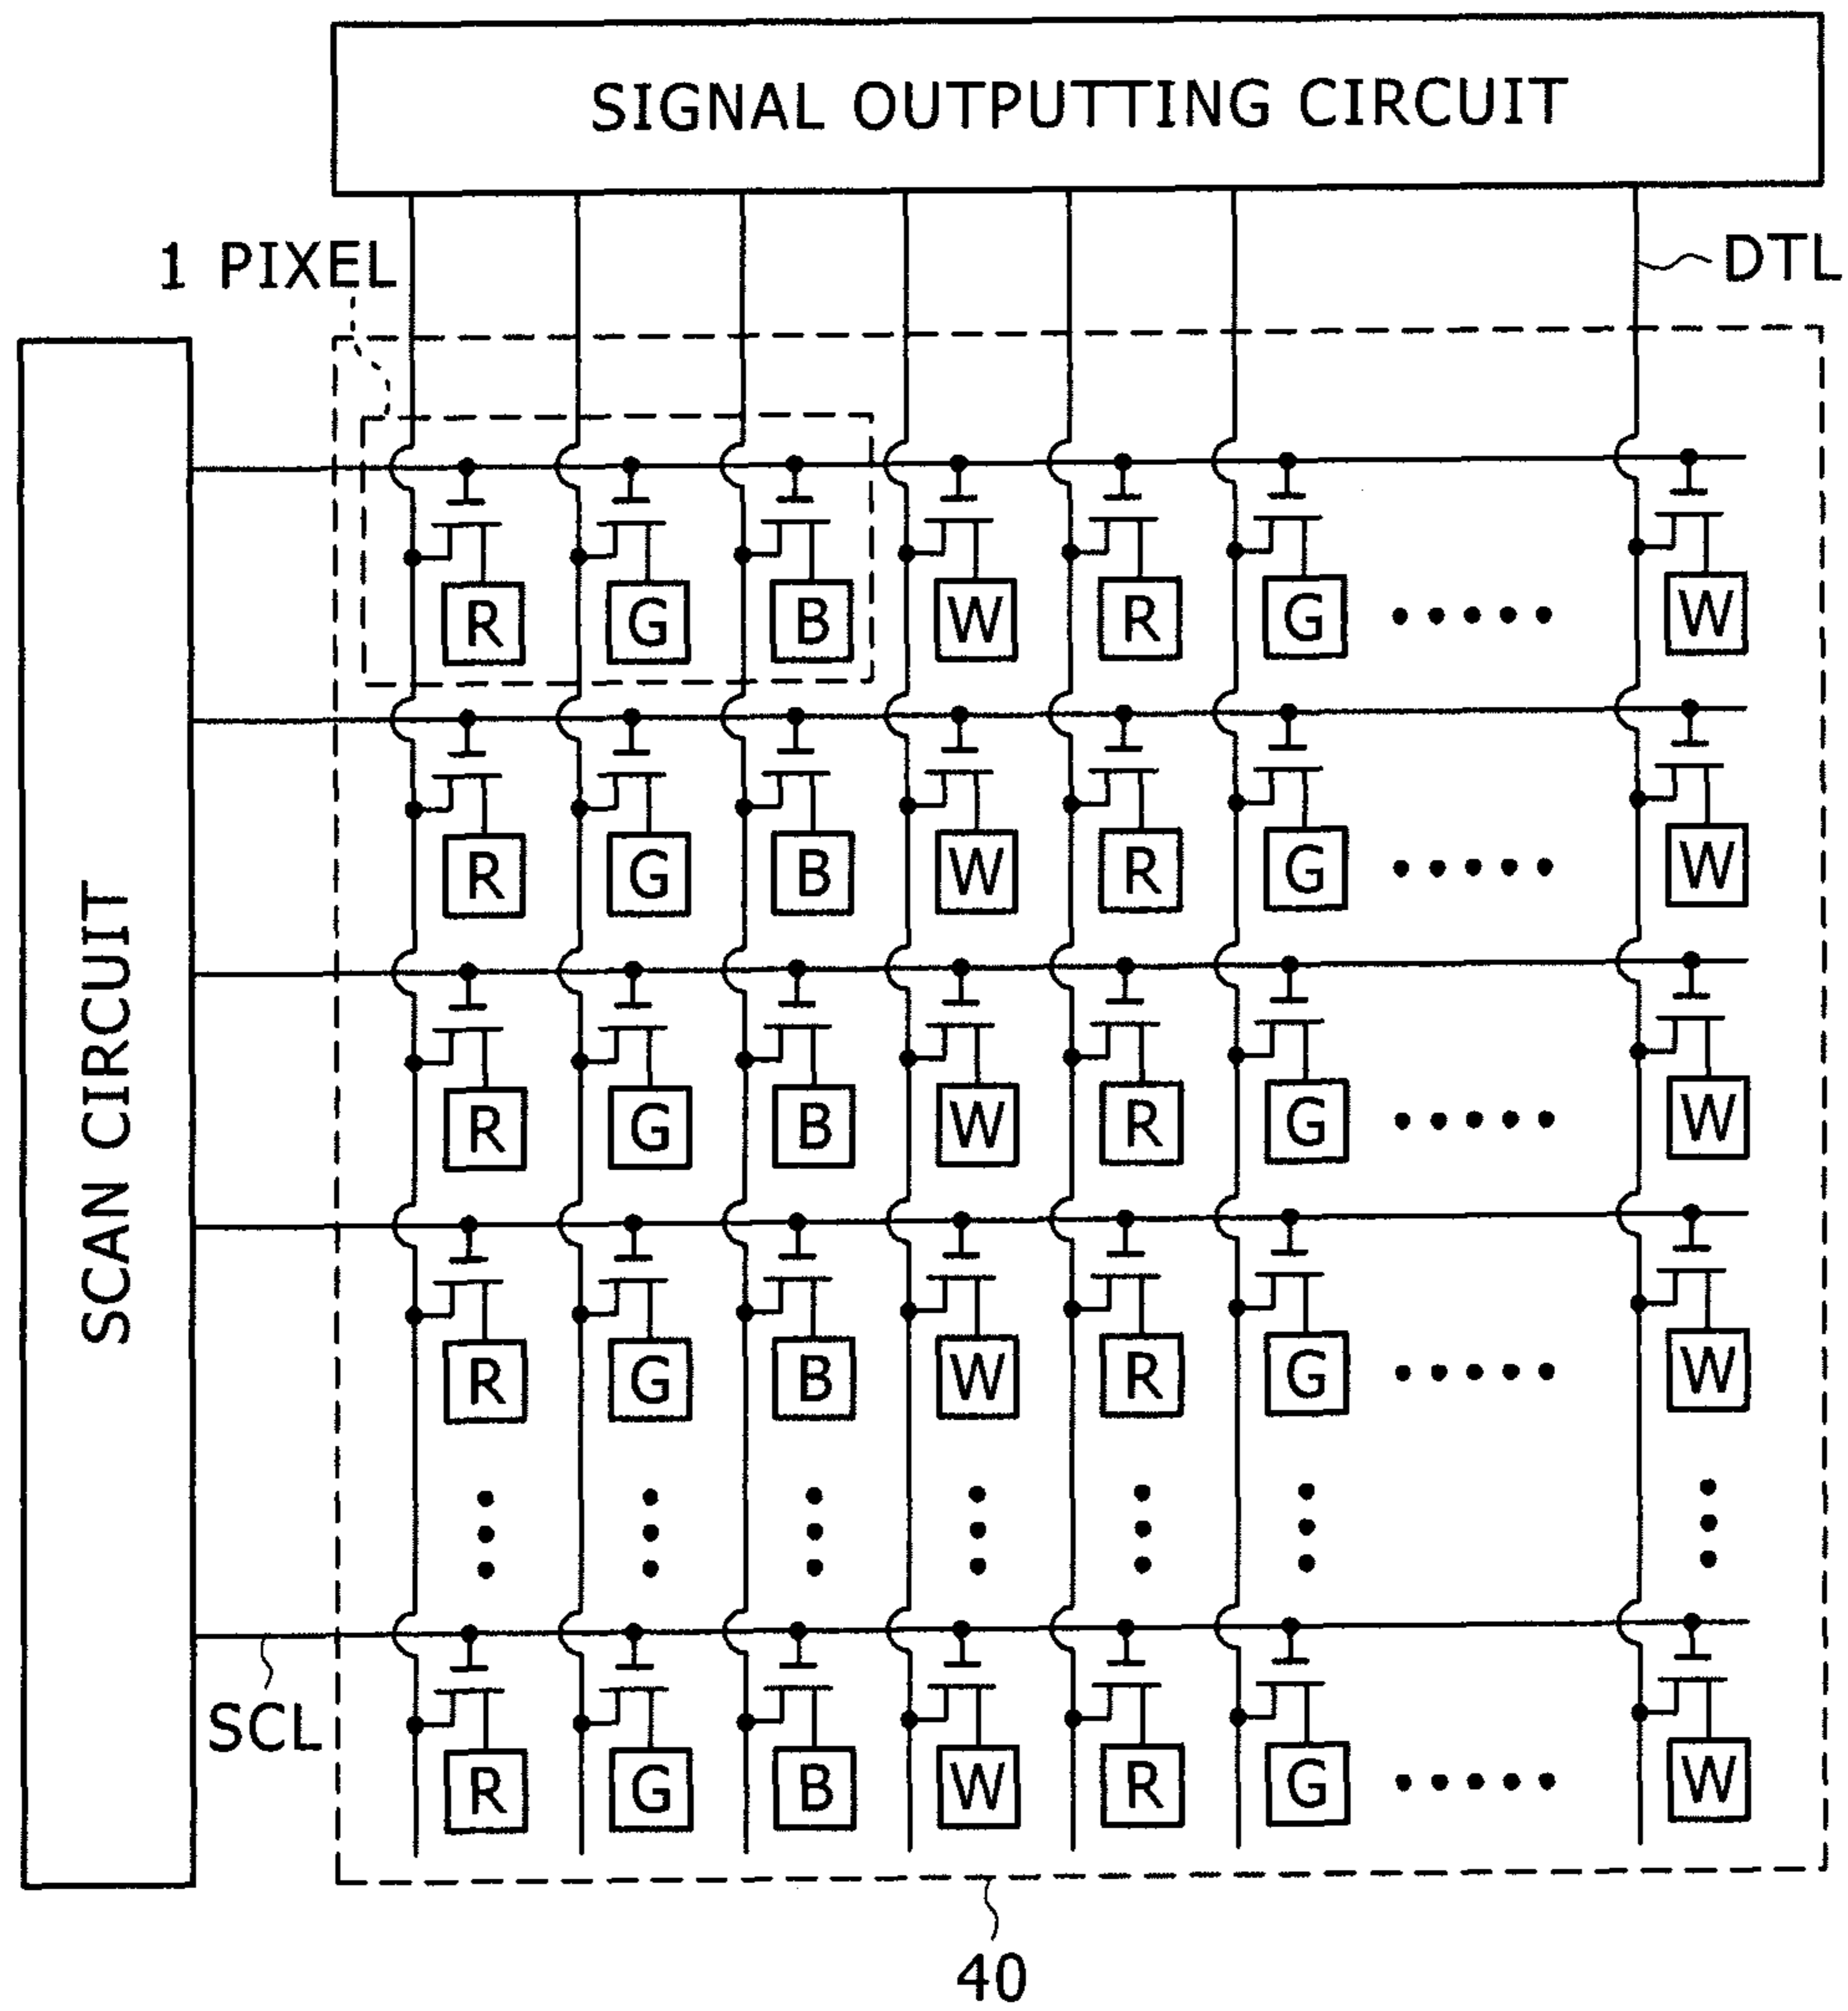 SIGNAL OUTPUTTING CIRCUIT
1 PIXEL
DTL
SCAN CIRCUIT
R G B W R G W
R G B W R G W
R G B W R G W
R G B W R G W
SCL
R G B W R G W
40